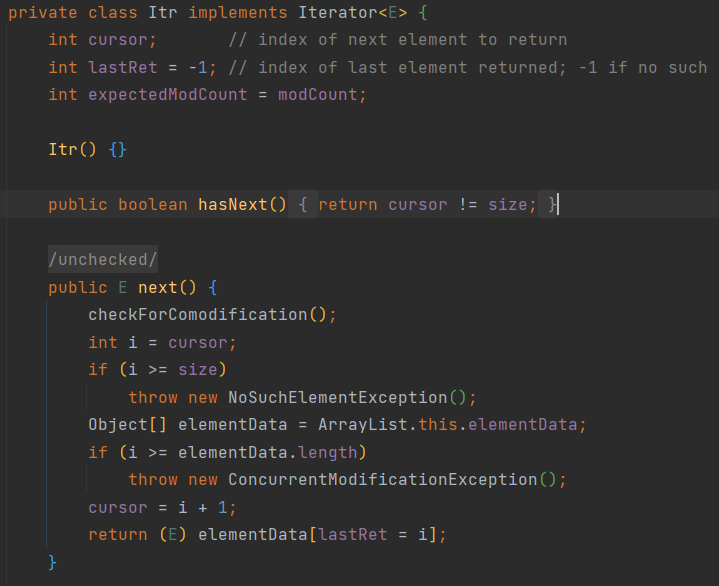 private class Itr implements Iterator<E> {
    int cursor;       // index of next element to return
    int lastRet = -1; // index of last element returned; -1 if no such
    int expectedModCount = modCount;
    Itr() {}
    public boolean hasNext() { return cursor != size; }
    /unchecked/
    public E next() {
        checkForComodification();
        int i = cursor;
        if (i >= size)
            throw new NoSuchElementException();
        Object[] elementData = ArrayList.this.elementData;
        if (i >= elementData.length)
            throw new ConcurrentModificationException();
        cursor = i + 1;
        return (E) elementData[lastRet = i];
    }